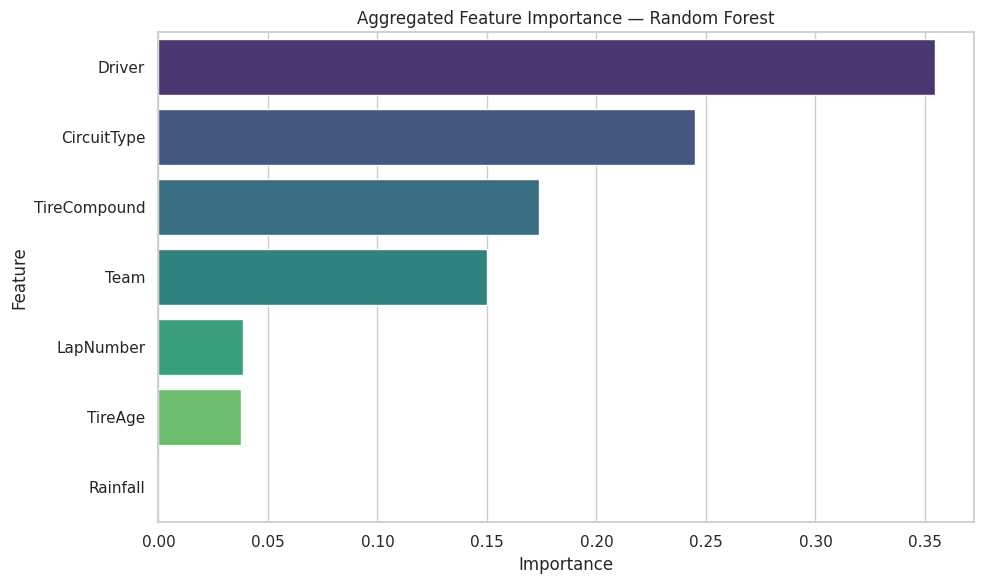 Aggregated Feature Importance — Random Forest
Feature
Driver
CircuitType
TireCompound
Team
LapNumber
TireAge
Rainfall
0.00 0.05 0.10 0.15 0.20 0.25 0.30 0.35
Importance